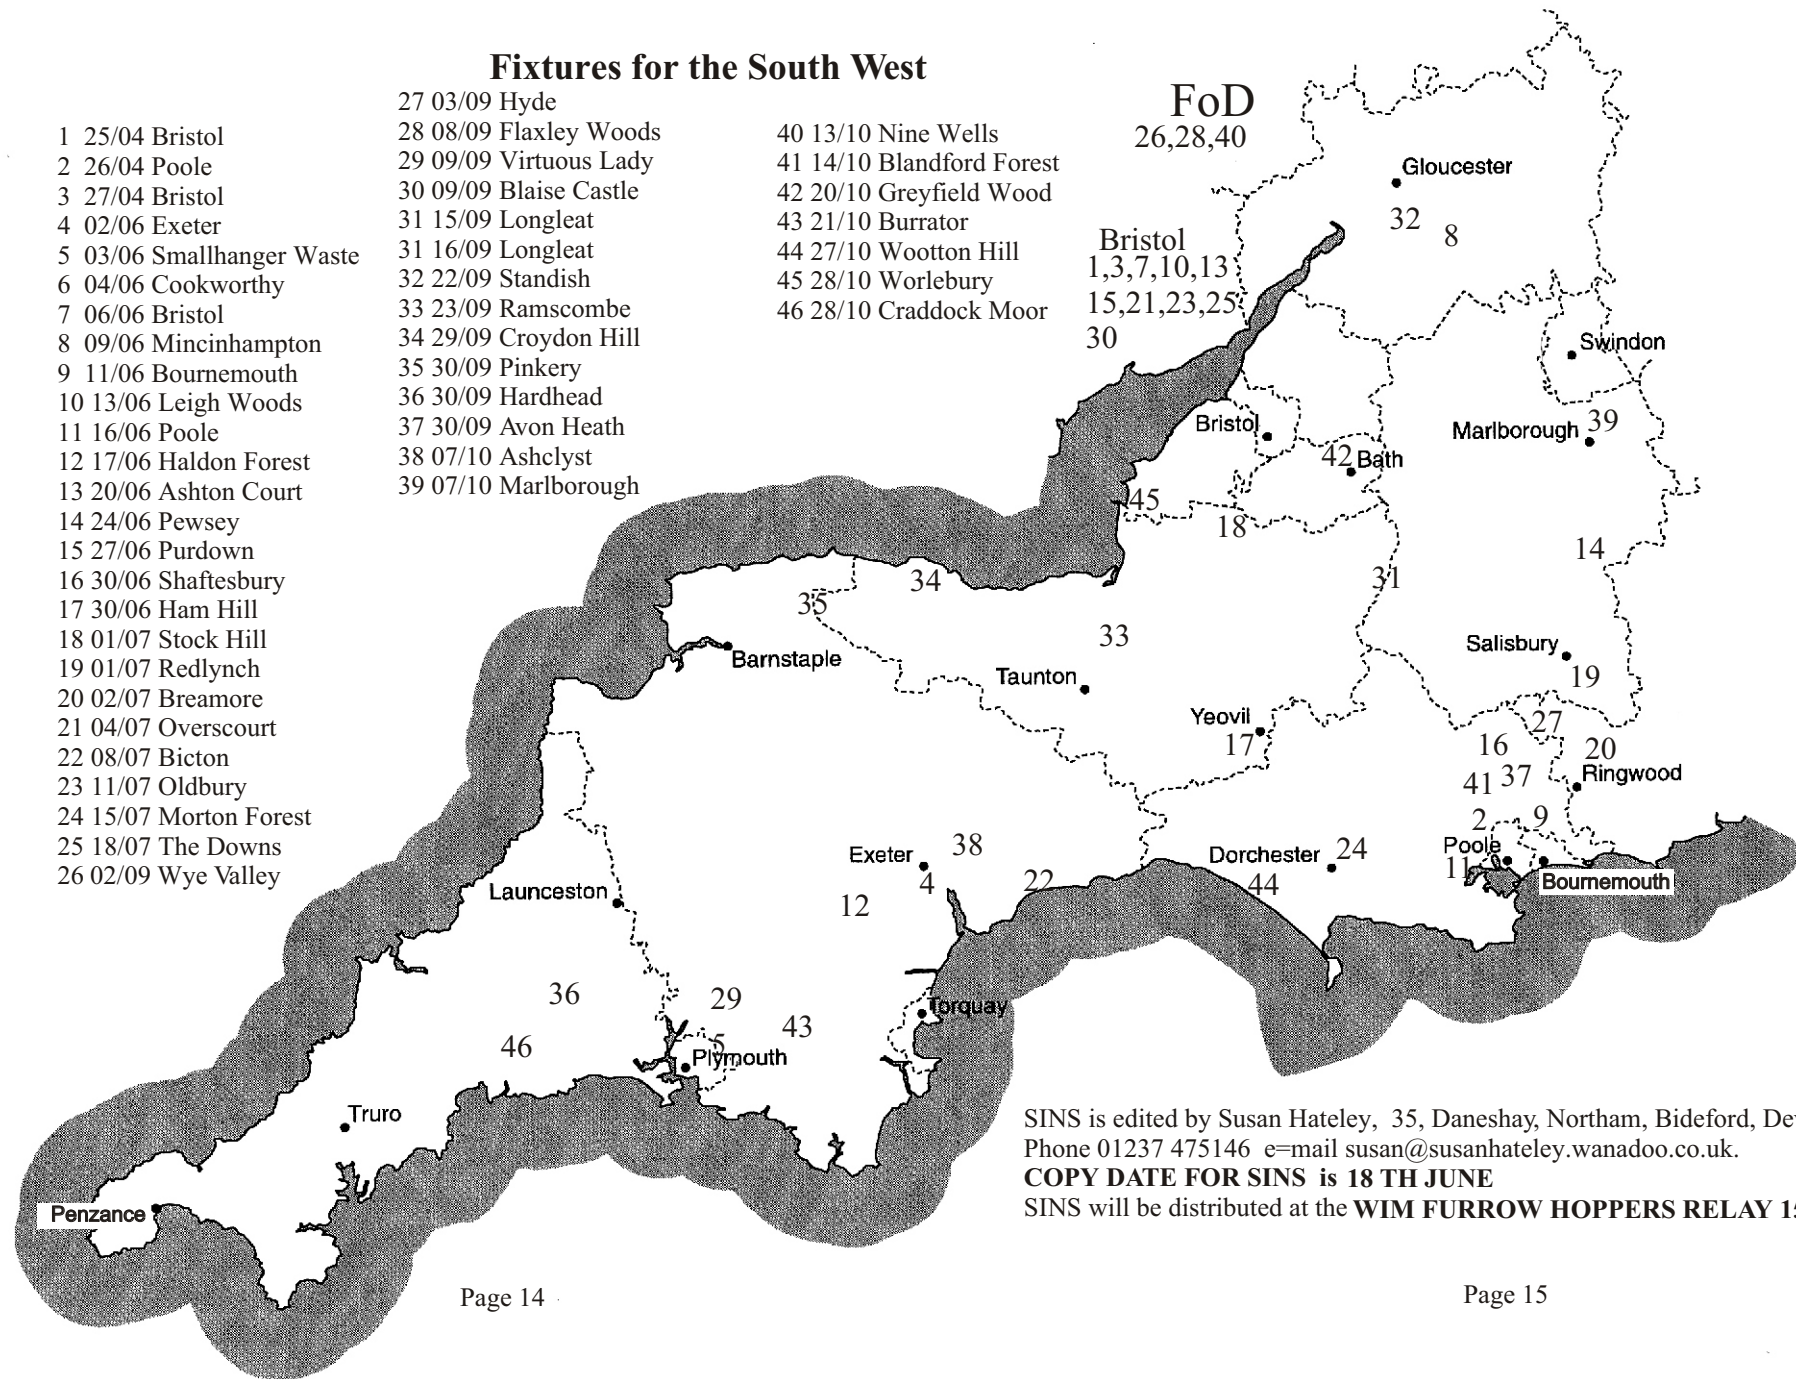 Fixtures for the South West
1 25/04 Bristol
2 26/04 Poole
3 27/04 Bristol
4 02/06 Exeter
5 03/06 Smallhanger Waste
6 04/06 Cookworthy
7 06/06 Bristol
8 09/06 Mincinhampton
9 11/06 Bournemouth
10 13/06 Leigh Woods
11 16/06 Poole
12 17/06 Haldon Forest
13 20/06 Ashton Court
14 24/06 Pewsey
15 27/06 Purdown
16 30/06 Shaftesbury
17 30/06 Ham Hill
18 01/07 Stock Hill
19 01/07 Redlynch
20 02/07 Breamore
21 04/07 Overscourt
22 08/07 Bicton
23 11/07 Oldbury
24 15/07 Morton Forest
25 18/07 The Downs
26 02/09 Wye Valley
27 03/09 Hyde
28 08/09 Flaxley Woods
29 09/09 Virtuous Lady
30 09/09 Blaise Castle
31 15/09 Longleat
31 16/09 Longleat
32 22/09 Standish
33 23/09 Ramscombe
34 29/09 Croydon Hill
35 30/09 Pinkery
36 30/09 Hardhead
37 30/09 Avon Heath
38 07/10 Ashclyst
39 07/10 Marlborough
40 13/10 Nine Wells
41 14/10 Blandford Forest
42 20/10 Greyfield Wood
43 21/10 Burrator
44 27/10 Wootton Hill
45 28/10 Worlebury
46 28/10 Craddock Moor
FoD
26,28,40
Bristol
1,3,7,10,13
15,21,23,25
30
Gloucester
32
8
Swindon
39
Marlborough
Bristol
42
Bath
45
18
14
31
34
35
33
Barnstaple
Salisbury
19
Taunton
Yeovil
17
27
16
20
41
37
Ringwood
2
9
Poole
11
Bournemouth
Dorchester
24
44
38
Exeter
4
22
12
Launceston
36
29
43
46
5
Plymouth
Torquay
Truro
Penzance
SINS is edited by Susan Hateley, 35, Daneshay, Northam, Bideford,
Phone 01237 475146 e=mail susan@susanhateley.wanadoo.co.uk.
COPY DATE FOR SINS is 18 TH JUNE
SINS will be distributed at the WIM FURROW HOPPERS RELAY
Page 14
Page 15